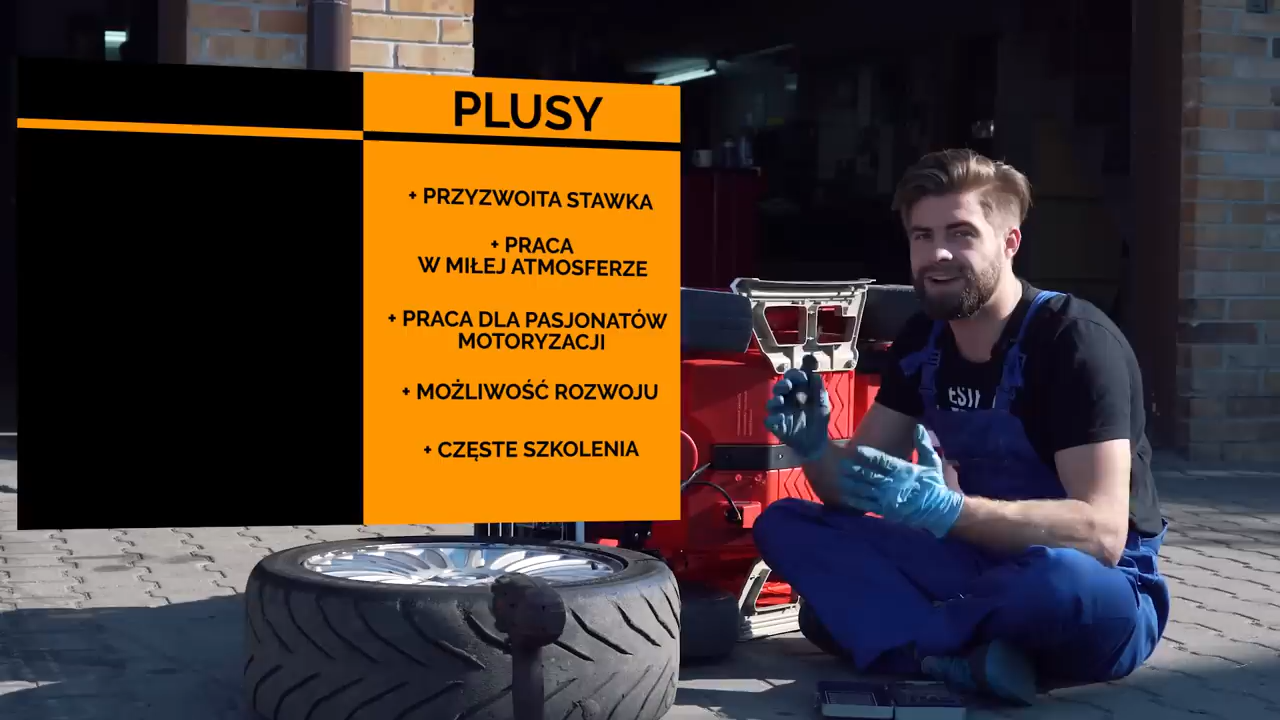 PLUSY
+ PRZYZWOITA STAWKA
+ PRACA
W MIŁEJ ATMOSFERZE
+ PRACA DLA PASJONATÓW
MOTORYZACJI
+ MOŻLIWOŚĆ ROZWOJU
+ CZĘSTE SZKOLENIA